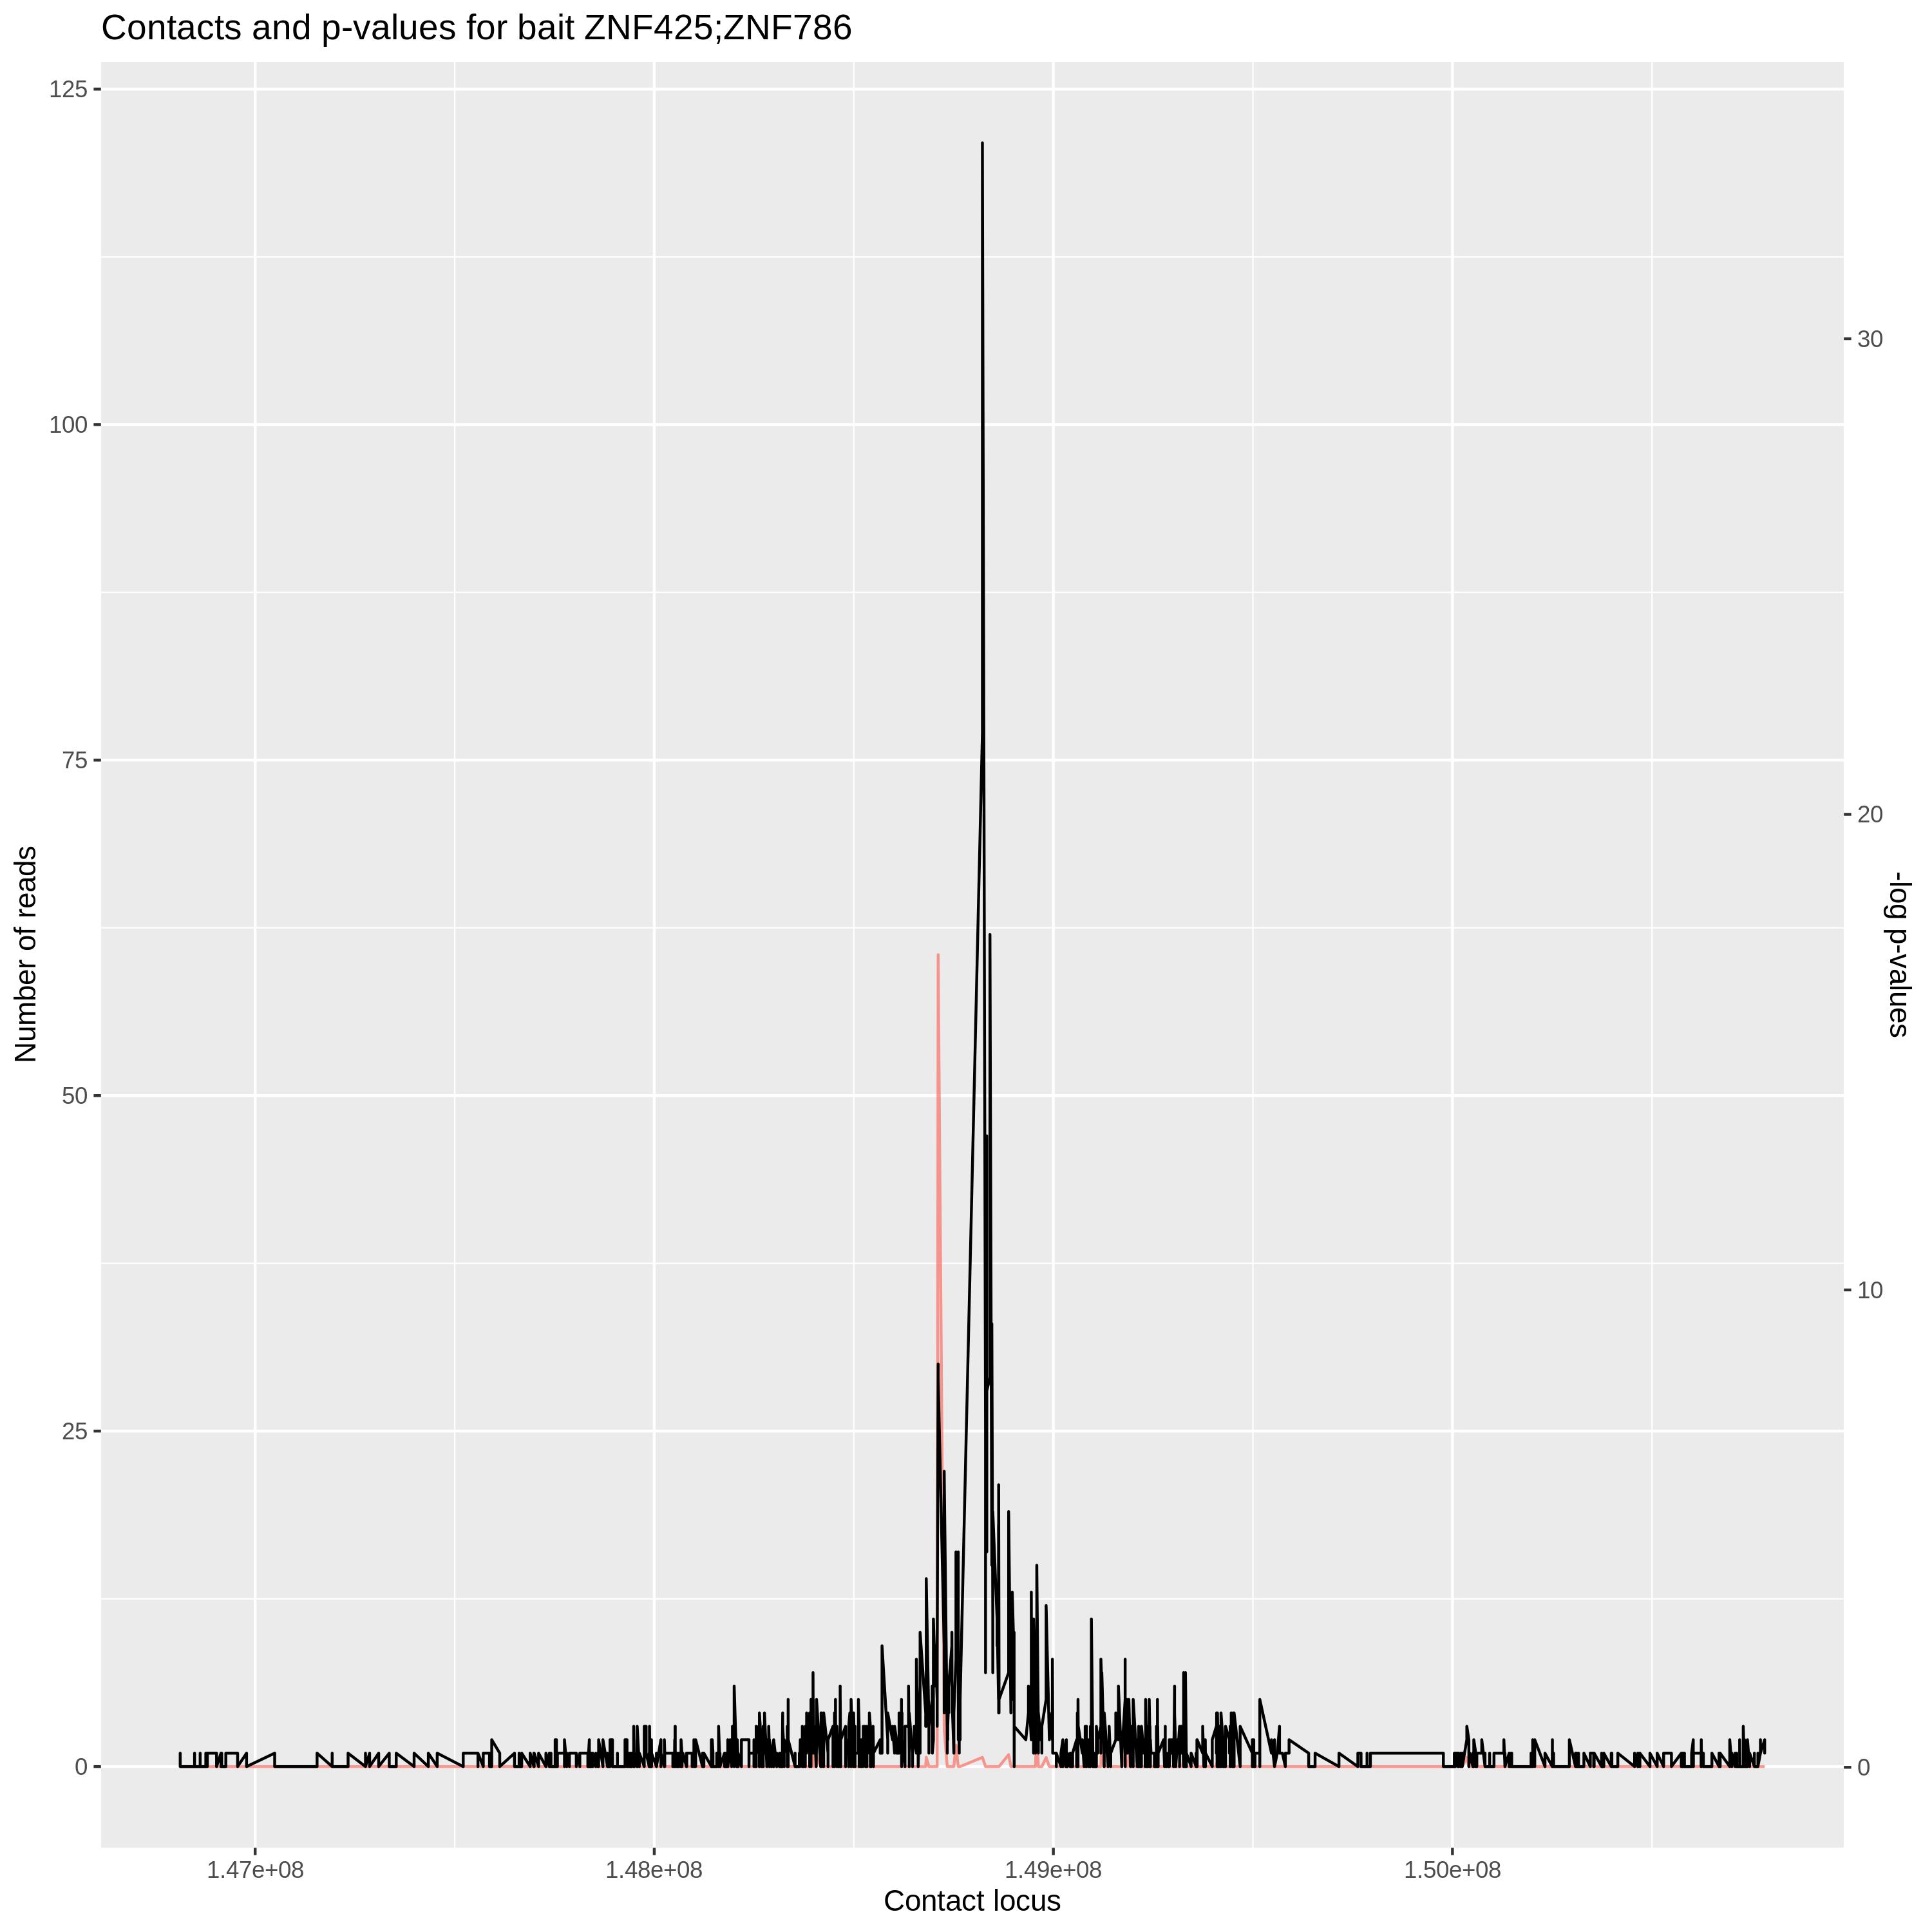 Contacts and p-values for bait ZNF425;ZNF786
125
100
75
50
25
0
Number of reads
30
20
10
0
-log p-values
1.47e+08
1.48e+08
1.49e+08
1.50e+08
Contact locus